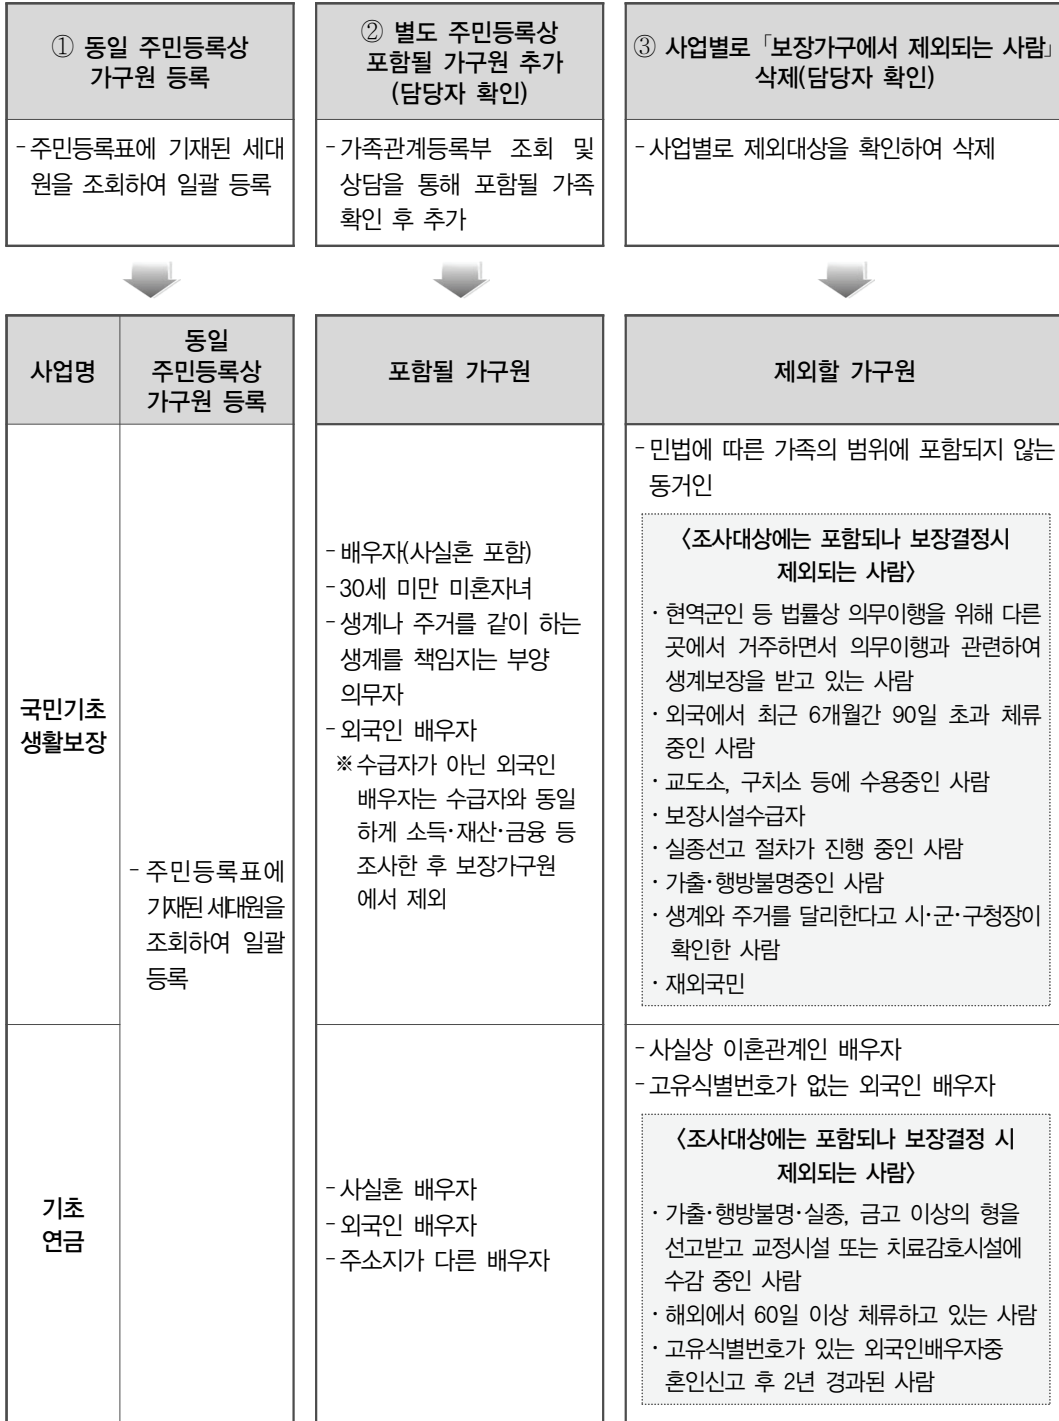 ① 동일 주민등록상
가구원 등록
- 주민등록표에 기재된 세대
원을 조회하여 일괄 등록
② 별도 주민등록상
포함될 가구원 추가
(담당자 확인)
- 가족관계등록부 조회 및
상담을 통해 포함될 가족
확인 후 추가
③ 사업별로「보장가구에서 제외되는 사람」
삭제(담당자 확인)
- 사업별로 제외대상을 확인하여 삭제
사업명
동일
주민등록상
가구원 등록
포함될 가구원
제외할 가구원
국민기초
생활보장
- 주민등록표에
기재된 세대원을
조회하여 일괄
등록
- 배우자(사실혼 포함)
- 30세 미만 미혼자녀
- 생계나 주거를 같이 하는
생계를 책임지는 부양
의무자
- 외국인 배우자
※ 수급자가 아닌 외국인
배우자는 수급자와 동일
하게 소득·재산·금융 등
조사한 후 보장가구원
에서 제외
- 민법에 따른 가족의 범위에 포함되지 않는
동거인
〈조사대상에는 포함되나 보장결정시
제외되는 사람〉
· 현역군인 등 법률상 의무이행을 위해 다른
곳에서 거주하면서 의무이행과 관련하여
생계보장을 받고 있는 사람
· 외국에서 최근 6개월간 90일 초과 체류
중인 사람
· 교도소, 구치소 등에 수용중인 사람
· 보장시설수급자
· 실종선고 절차가 진행 중인 사람
· 가출·행방불명중인 사람
· 생계와 주거를 달리한다고 시·군·구청장이
확인한 사람
· 재외국민
기초
연금
- 사실혼 배우자
- 외국인 배우자
- 주소지가 다른 배우자
- 사실상 이혼관계인 배우자
- 고유식별번호가 없는 외국인 배우자
〈조사대상에는 포함되나 보장결정 시
제외되는 사람〉
· 가출·행방불명·실종, 금고 이상의 형을
선고받고 교정시설 또는 치료감호시설에
수감 중인 사람
· 해외에서 60일 이상 체류하고 있는 사람
· 고유식별번호가 있는 외국인배우자중
혼인신고 후 2년 경과된 사람